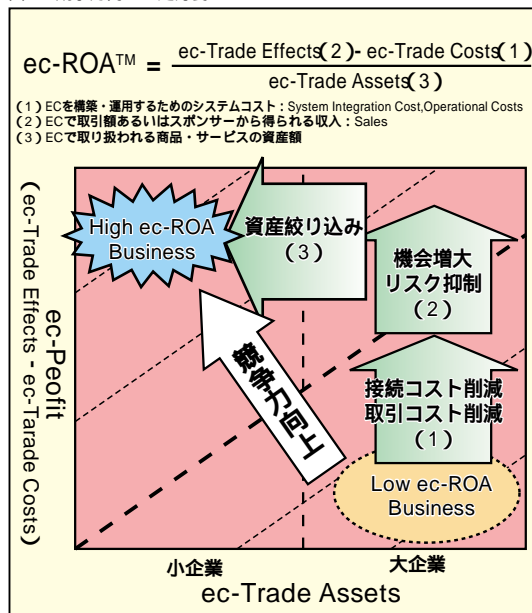 ec-ROA™ = ec-Trade Effects(2)- ec-Trade Costs(1)
ec-Trade Assets(3)
(1)ECを構築・運用するためのシステムコスト:System Integration Cost,Operational Costs
(2)ECで取引額あるいはスポンサーから得られる収入:Sales
(3)ECで取り扱われる商品・サービスの資産額
High ec-ROA
Business
資産絞り込み
(3)
機会増大
リスク抑制
(2)
競争力向上
接続コスト削減
取引コスト削減
(1)
Low ec-ROA
Business
ec-Peofit
(ec-Trade Effects - ec-Tarade Costs)
小企業
大企業
ec-Trade Assets